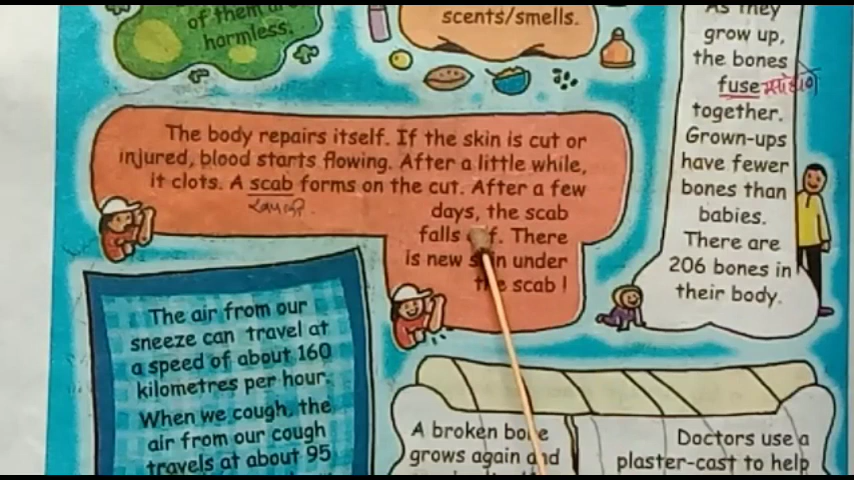 of them are
harmless.
scents/smells.
As they
grow up,
the bones
fuse
together.
Grown-ups
have fewer
bones than
babies.
There are
206 bones in
their body.
The body repairs itself. If the skin is cut or
injured, blood starts flowing. After a little while,
it clots. A scab forms on the cut. After a few
days, the scab
falls off. There
is new skin under
the scab !
The air from our
sneeze can travel at
a speed of about 160
kilometres per hour.
When we cough, the
air from our cough
travels at about 95
A broken bone
grows again and
Doctors use a
plaster-cast to help